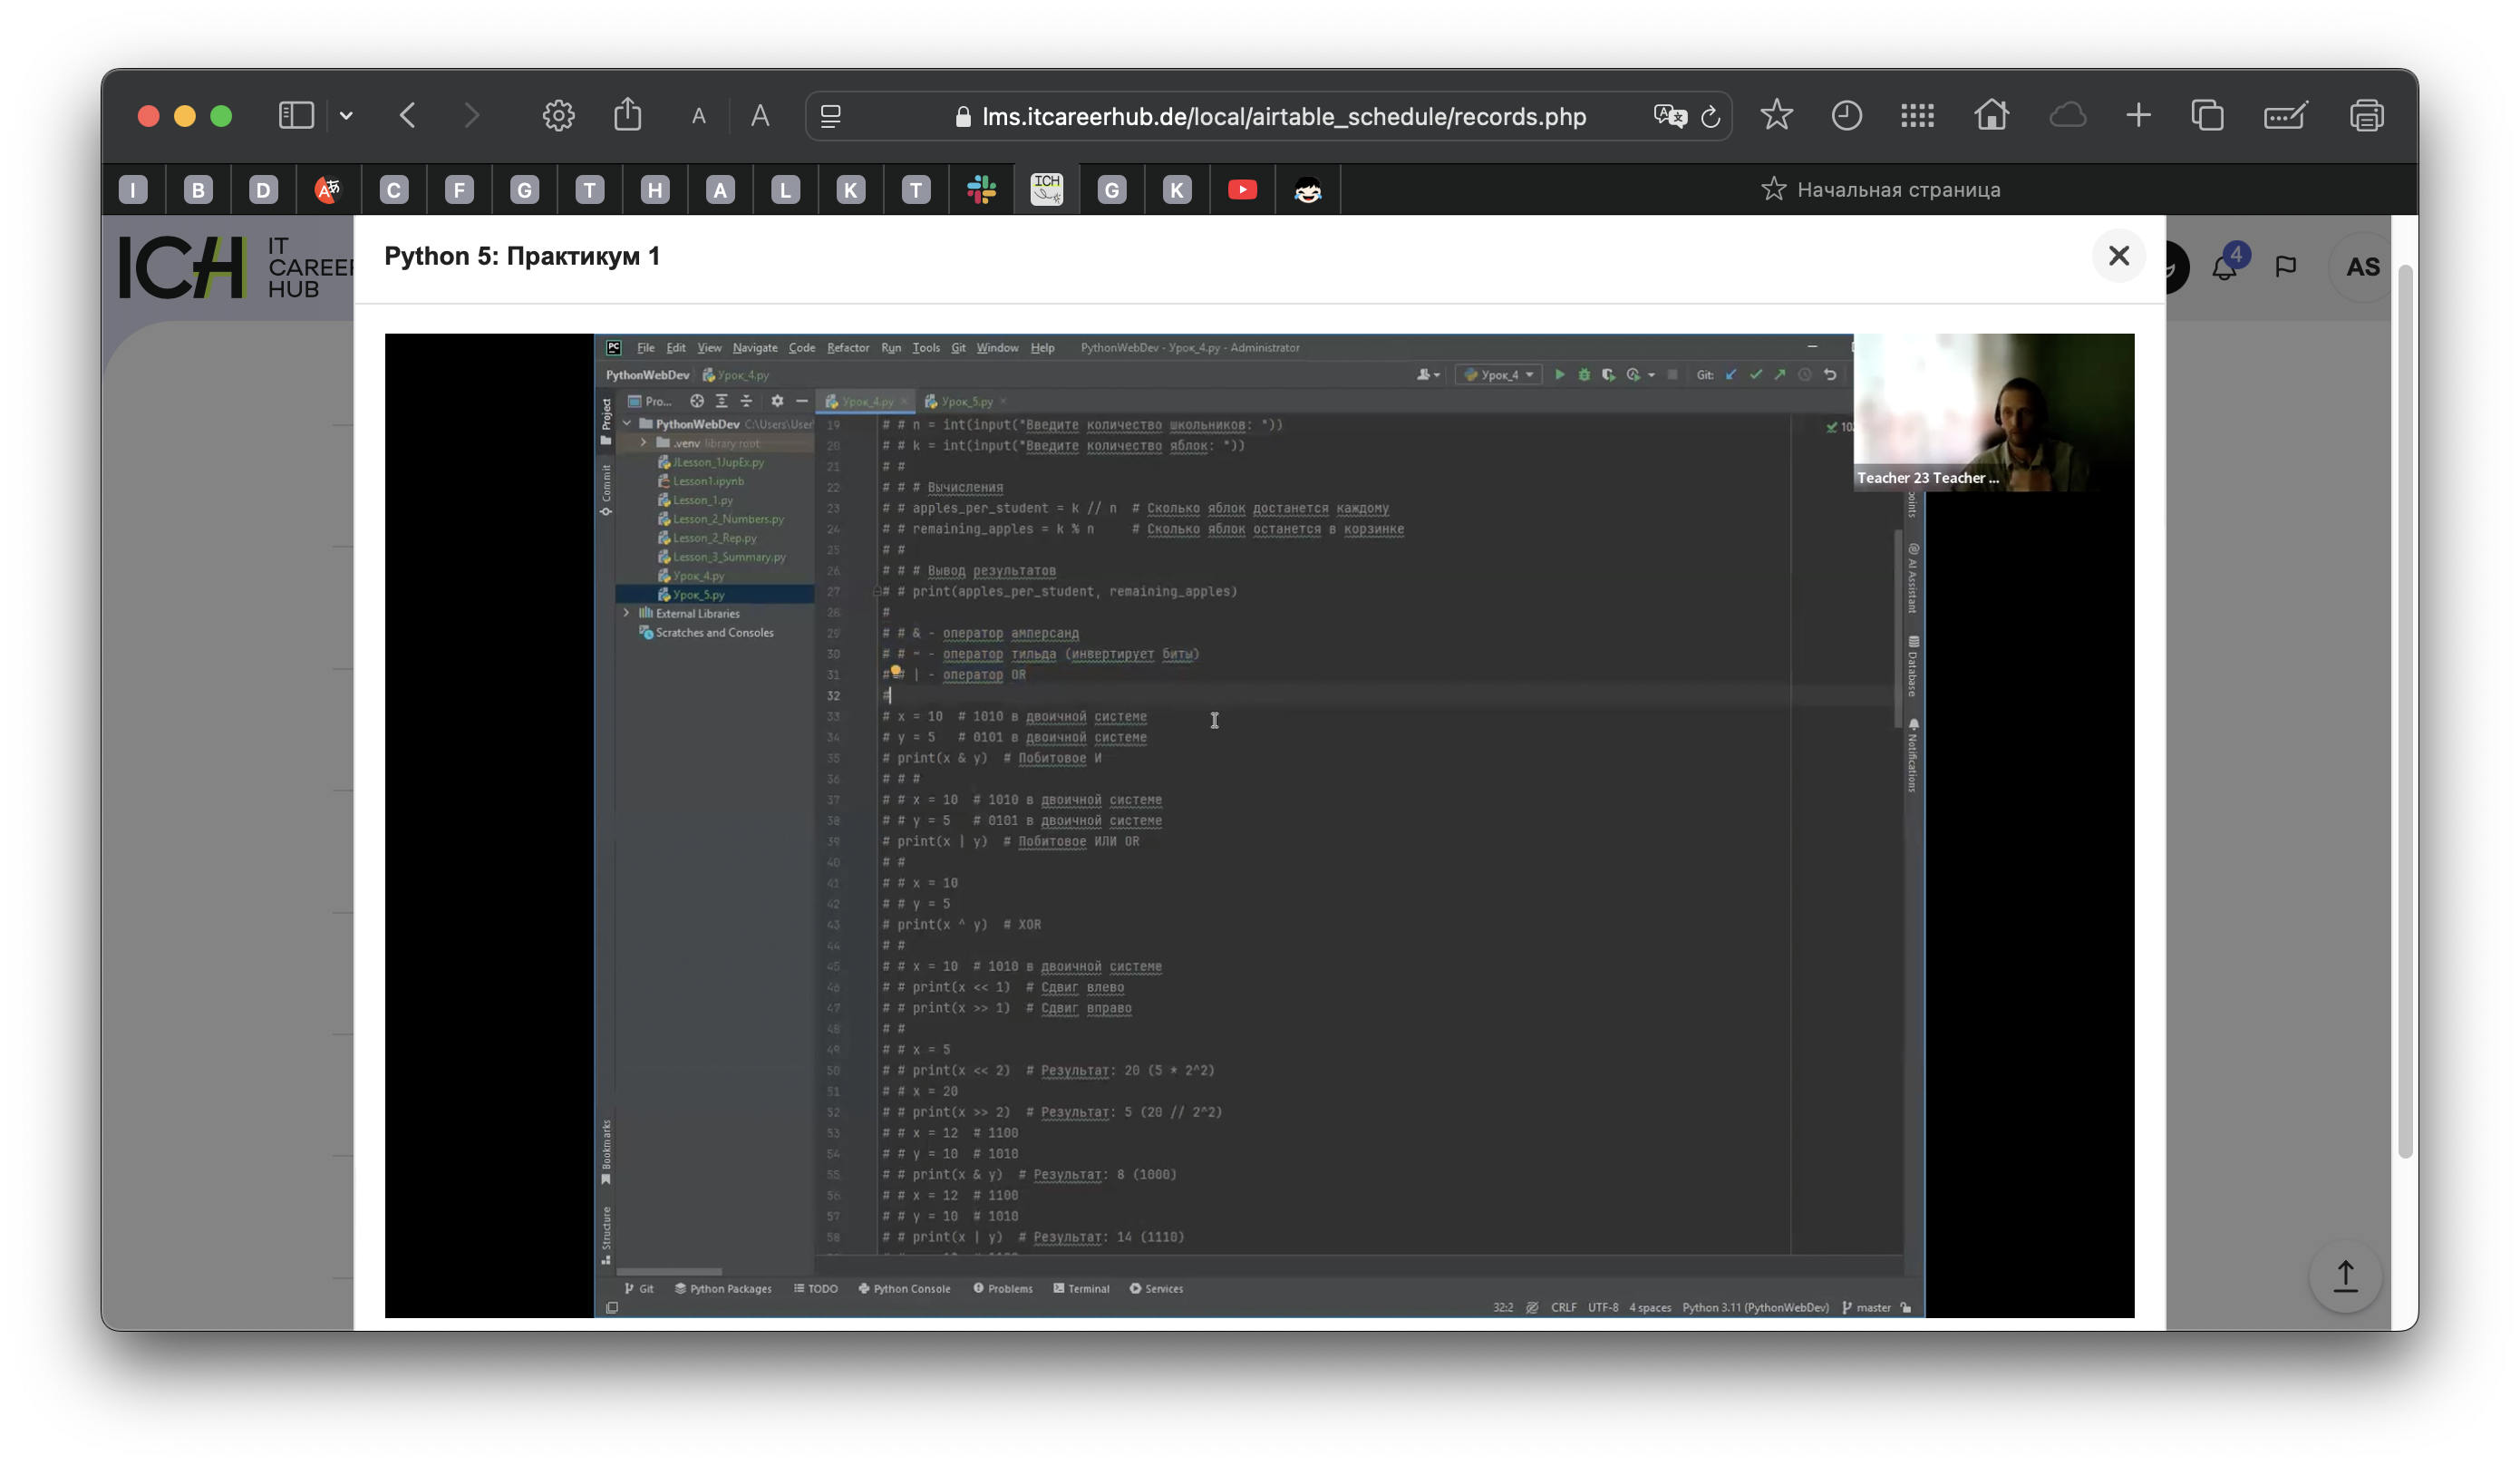 lms.itcareerhub.de/local/airtable_schedule/records.php
I B D C F G T H A L K T ICH G K Начальная страница
ICH IT CAREER HUB
Python 5: Практикум 1
4
AS
PC File Edit View Navigate Code Refactor Run Tools Git Window Help PythonWebDev - Урок_4.py - Administrator
PythonWebDev Урок_4.py
Урок_4
Git:
Pro...
Урок_4.py
Урок_5.py
Project
Commit
Bookmarks
Structure
PythonWebDev C:\Users\User
.venv library root
JLesson_1JupEx.py
Lesson1.ipynb
Lesson_1.py
Lesson_2_Numbers.py
Lesson_2_Rep.py
Lesson_3_Summary.py
Урок_4.py
Урок_5.py
External Libraries
Scratches and Consoles
19 # # n = int(input("Введите количество школьников: "))
20 # # k = int(input("Введите количество яблок: "))
21 # #
22 # # # Вычисления
23 # # apples_per_student = k // n # Сколько яблок достанется каждому
24 # # remaining_apples = k % n # Сколько яблок останется в корзинке
25 # #
26 # # # Вывод результатов
27 # # print(apples_per_student, remaining_apples)
28 #
29 # # & - оператор амперсанд
30 # # ~ - оператор тильда (инвертирует биты)
31 # # | - оператор OR
32 #
33 # x = 10 # 1010 в двоичной системе
34 # y = 5 # 0101 в двоичной системе
35 # print(x & y) # Побитовое И
36 # # #
37 # # x = 10 # 1010 в двоичной системе
38 # # y = 5 # 0101 в двоичной системе
39 # print(x | y) # Побитовое ИЛИ OR
40 # #
41 # # x = 10
42 # # y = 5
43 # print(x ^ y) # XOR
44 # #
45 # # x = 10 # 1010 в двоичной системе
46 # # print(x << 1) # Сдвиг влево
47 # # print(x >> 1) # Сдвиг вправо
48 # #
49 # # x = 5
50 # # print(x << 2) # Результат: 20 (5 * 2^2)
51 # # x = 20
52 # # print(x >> 2) # Результат: 5 (20 // 2^2)
53 # # x = 12 # 1100
54 # # y = 10 # 1010
55 # # print(x & y) # Результат: 8 (1000)
56 # # x = 12 # 1100
57 # # y = 10 # 1010
58 # # print(x | y) # Результат: 14 (1110)
Teacher 23 Teacher ...
AI Assistant
Database
Notifications
Git Python Packages TODO Python Console Problems Terminal Services
32:2 CRLF UTF-8 4 spaces Python 3.11 (PythonWebDev) master